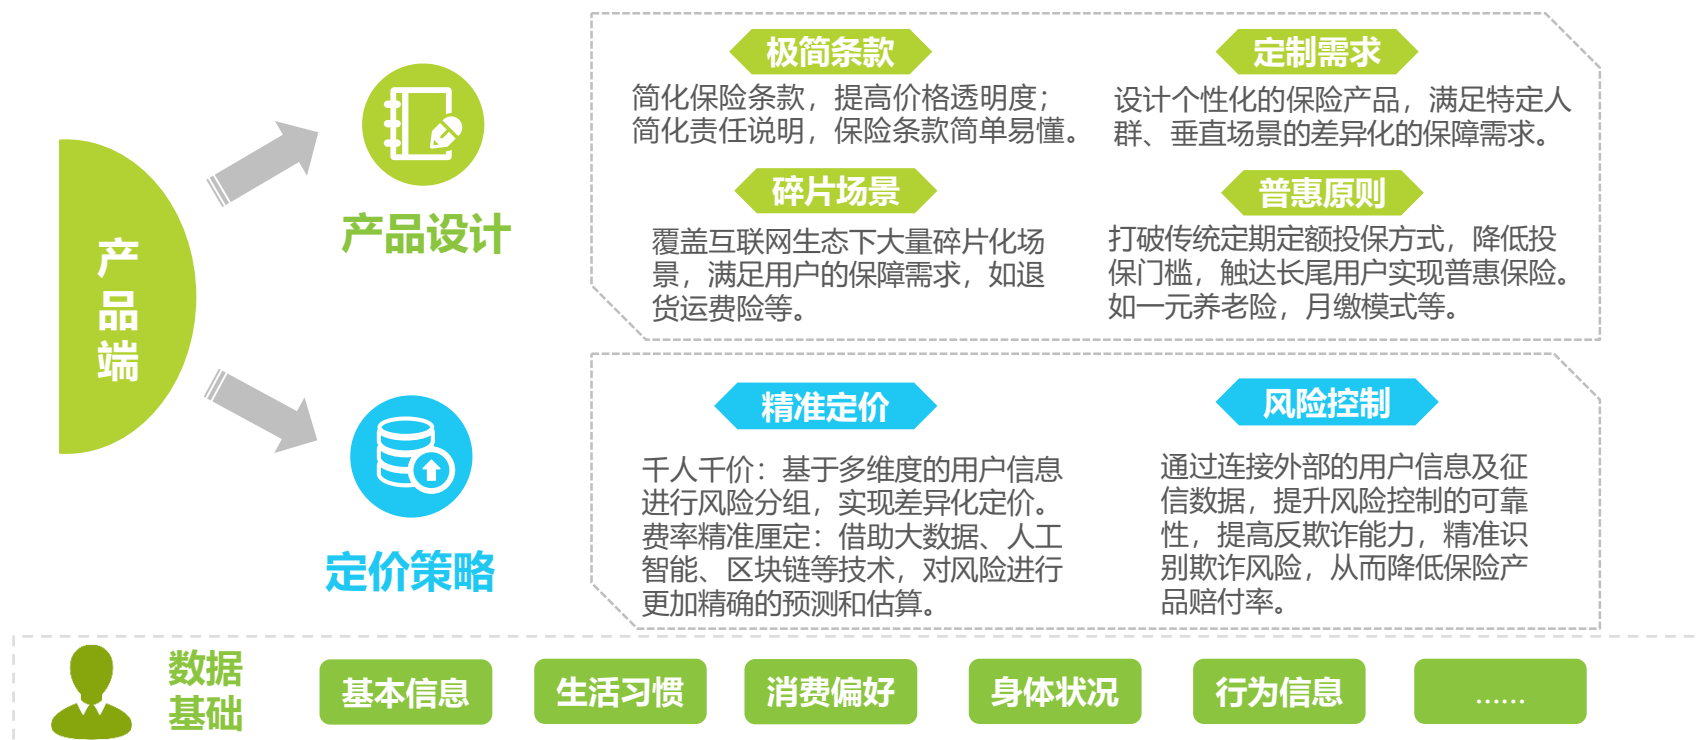 产
品
端
产品设计
极简条款
简化保险条款，提高价格透明度；
简化责任说明，保险条款简单易懂。
定制需求
设计个性化的保险产品，满足特定人
群、垂直场景的差异化的保障需求。
碎片场景
覆盖互联网生态下大量碎片化场
景，满足用户的保障需求，如退
货运费险等。
普惠原则
打破传统定期定额投保方式，降低投
保门槛，触达长尾用户实现普惠保险。
如一元养老险，月缴模式等。
定价策略
精准定价
千人千价：基于多维度的用户信息
进行风险分组，实现差异化定价。
费率精准厘定：借助大数据、人工
智能、区块链等技术，对风险进行
更加精确的预测和估算。
风险控制
通过连接外部的用户信息及征
信数据，提升风险控制的可靠
性，提高反欺诈能力，精准识
别欺诈风险，从而降低保险产
品赔付率。
数据
基础
基本信息
生活习惯
消费偏好
身体状况
行为信息
……